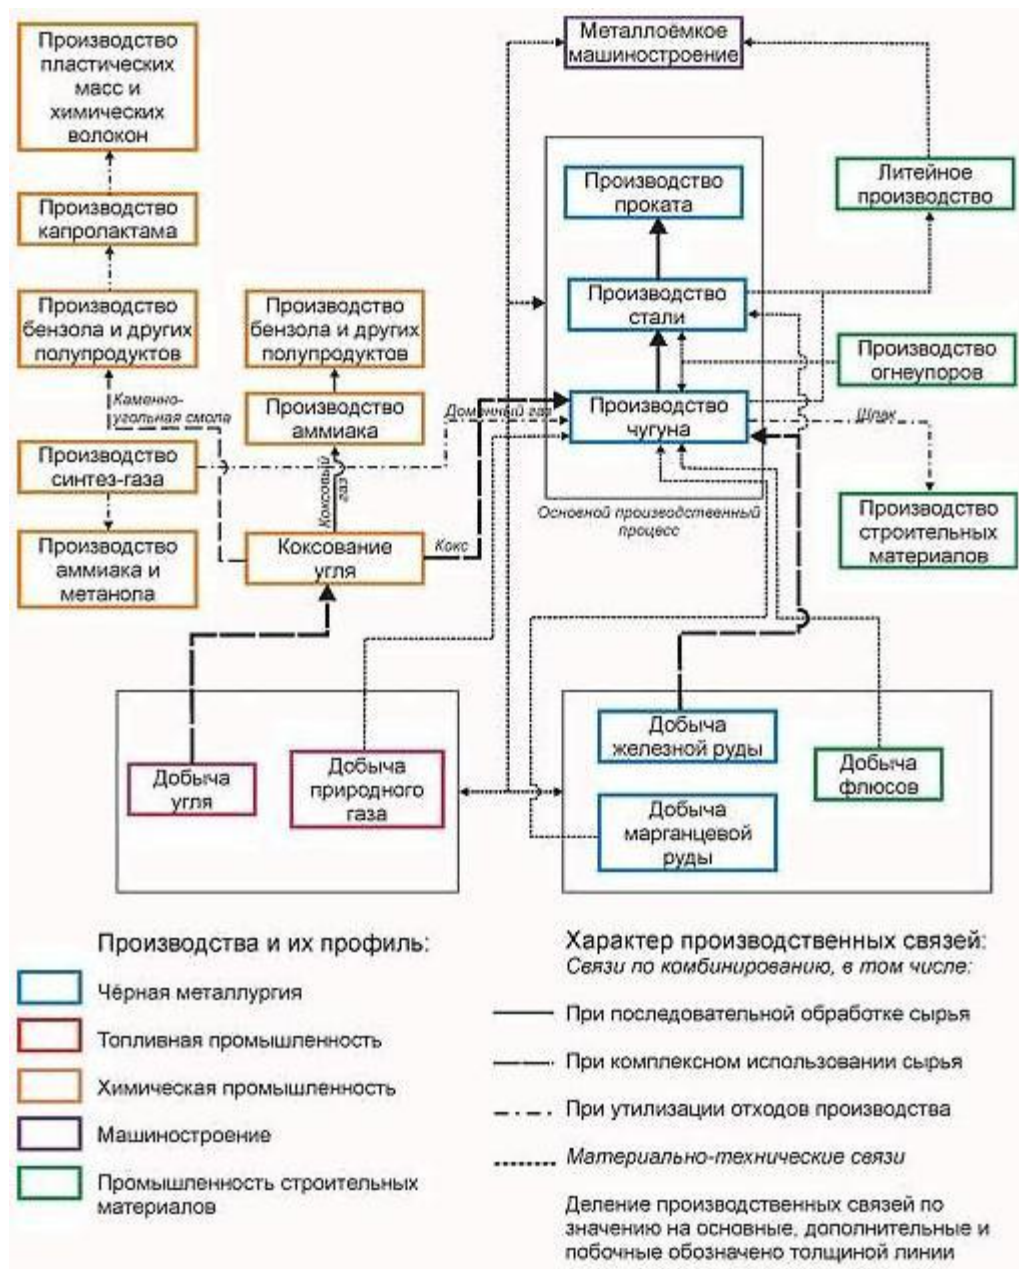 Производство
пластических
масс и
химических
волокон
Металлоёмкое
машиностроение
Производство
проката
Литейное
производство
Производство
капролактама
Производство
бензола и других
полупродуктов
Производство
бензола и других
полупродуктов
Производство
стали
Производство
огнеупоров
Каменно-
угольная смола
Производство
аммиака
Доменный газ
Производство
чугуна
Шлак
Производство
синтез-газа
Коксовый
газ
Основной производственный
процесс
Производство
строительных
материалов
Производство
аммиака и
метанола
Коксование
угля
Кокс
Добыча
угля
Добыча
природного
газа
Добыча
железной руды
Добыча
флюсов
Добыча
марганцевой
руды
Производства и их профиль:
Чёрная металлургия
Топливная промышленность
Химическая промышленность
Машиностроение
Промышленность строительных
материалов
Характер производственных связей:
Связи по комбинированию, в том числе:
При последовательной обработке сырья
При комплексном использовании сырья
При утилизации отходов производства
Материально-технические связи
Деление производственных связей по
значению на основные, дополнительные и
побочные обозначено толщиной линии